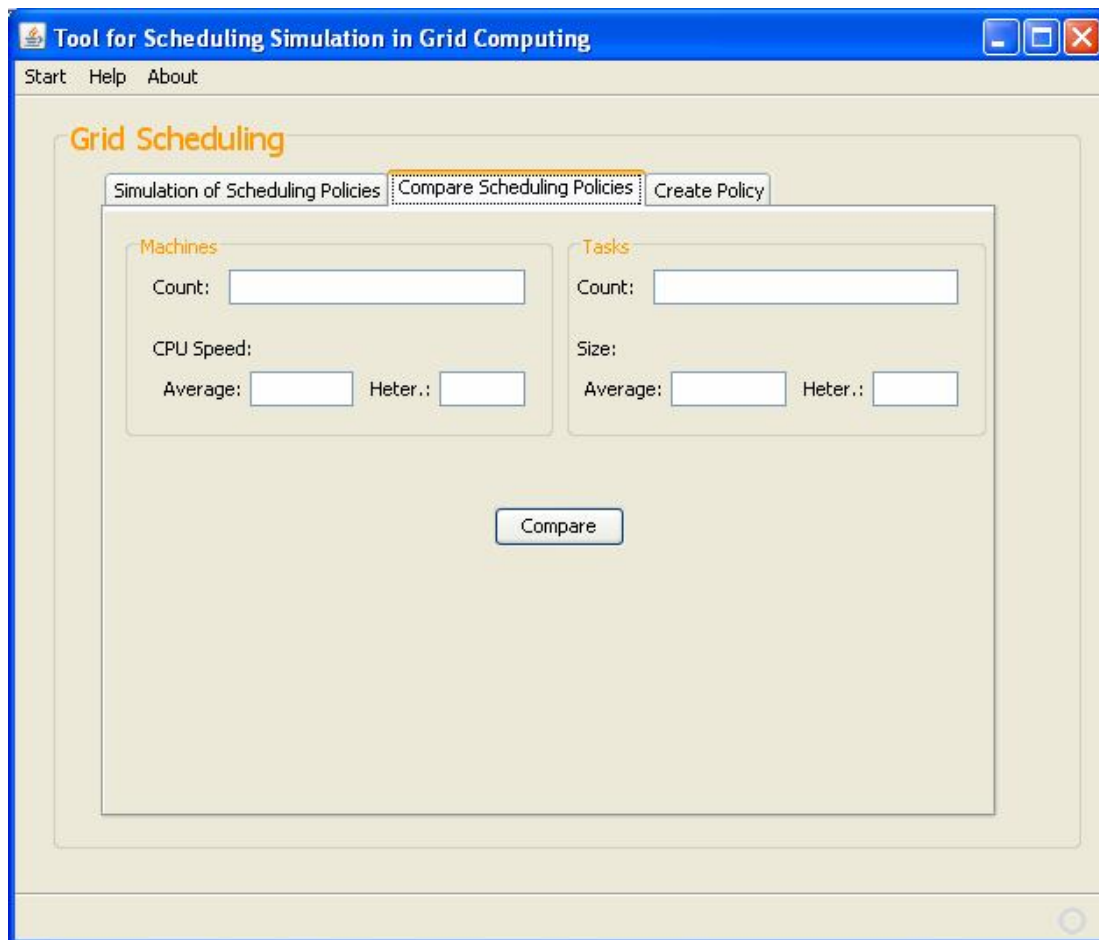 Tool for Scheduling Simulation in Grid Computing
Start Help About
Grid Scheduling
Simulation of Scheduling Policies Compare Scheduling Policies Create Policy
Machines
Count:
CPU Speed:
Average: Heter.:
Tasks
Count:
Size:
Average: Heter.:
Compare